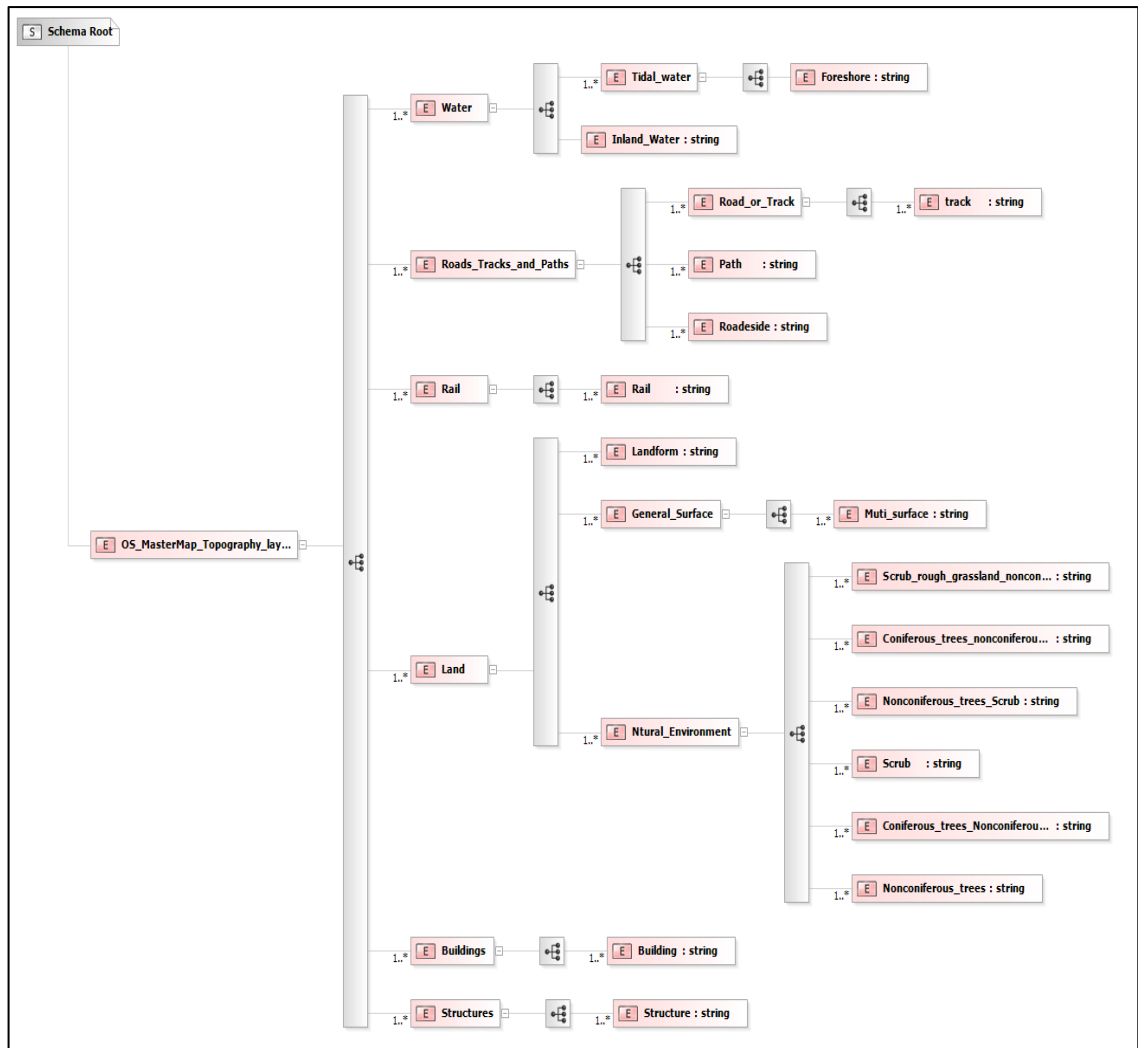 S Schema Root
1..* E Tidal_water
E Foreshore : string
1..* E Water
E Inland_Water : string
1..* E Road_or_Track
1..* E track : string
1..* E Roads_Tracks_and_Paths
1..* E Path : string
1..* E Roadeside : string
1..* E Rail
1..* E Rail : string
1..* E Landform : string
1..* E General_Surface
1..* E Muti_surface : string
E OS_MasterMap_Topography_lay...
1..* E Scrub_rough_grassland_noncon... : string
1..* E Coniferous_trees_nonconiferou... : string
1..* E Land
1..* E Nonconiferous_trees_Scrub : string
1..* E Ntural_Environment
1..* E Scrub : string
1..* E Coniferous_trees_Nonconiferou... : string
1..* E Nonconiferous_trees : string
1..* E Buildings
1..* E Building : string
1..* E Structures
1..* E Structure : string